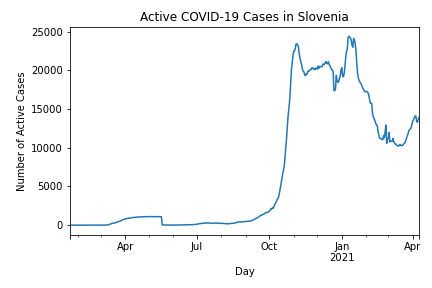 Active COVID-19 Cases in Slovenia
25000
20000
15000
10000
5000
0
Number of Active Cases
Apr
Jul
Oct
Jan
2021
Apr
Day